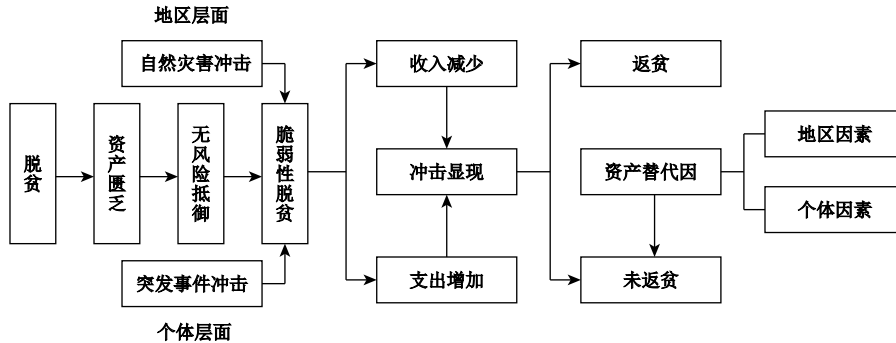 地区层面
自然灾害冲击
收入减少
返贫
脱贫
资产匮乏
无风险抵御
脆弱性脱贫
冲击显现
资产替代因
地区因素
个体因素
突发事件冲击
支出增加
未返贫
个体层面